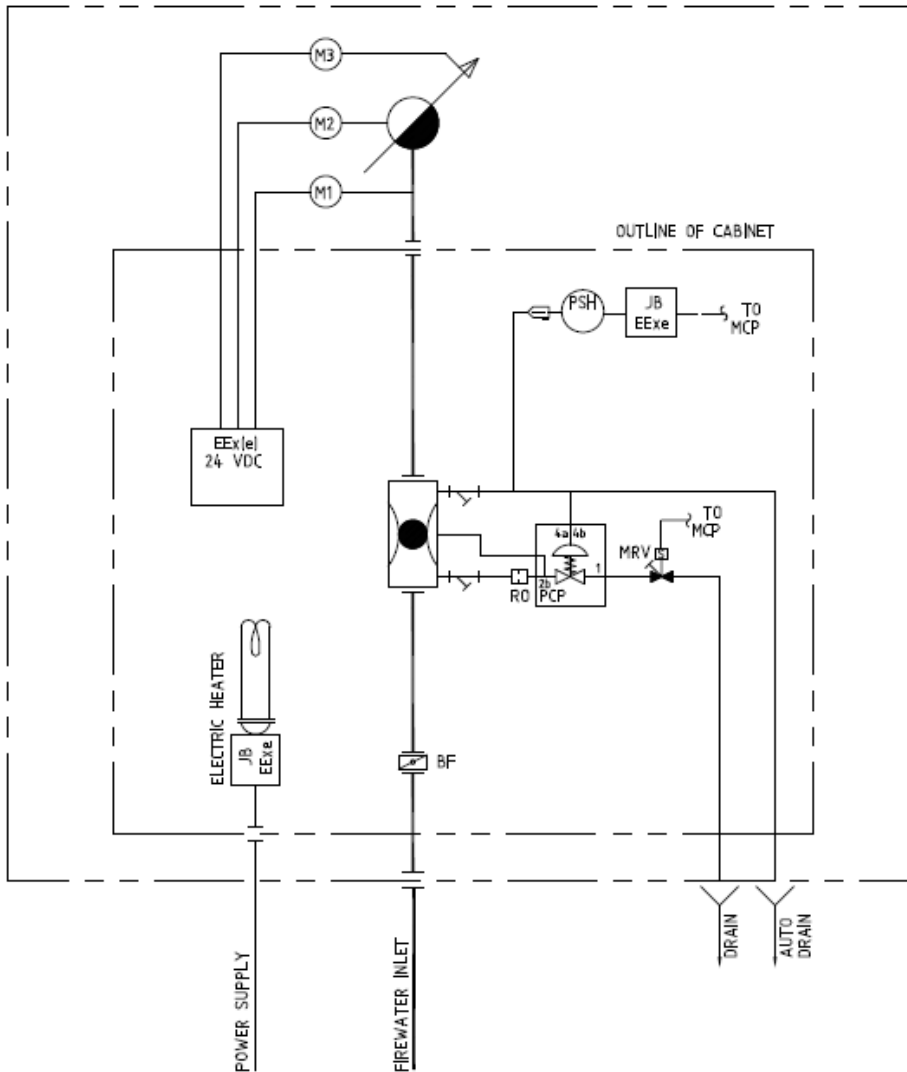 M3
M2
M1
OUTLINE OF CABINET
PSH
JB
EExe
TO
MCP
EEx(e)
24 VDC
TO
MCP
4a 4b
MRV
S
1
2b
RO
PCP
ELECTRIC HEATER
JB
EExe
BF
POWER SUPPLY
FIREWATER INLET
DRAIN
AUTO
DRAIN